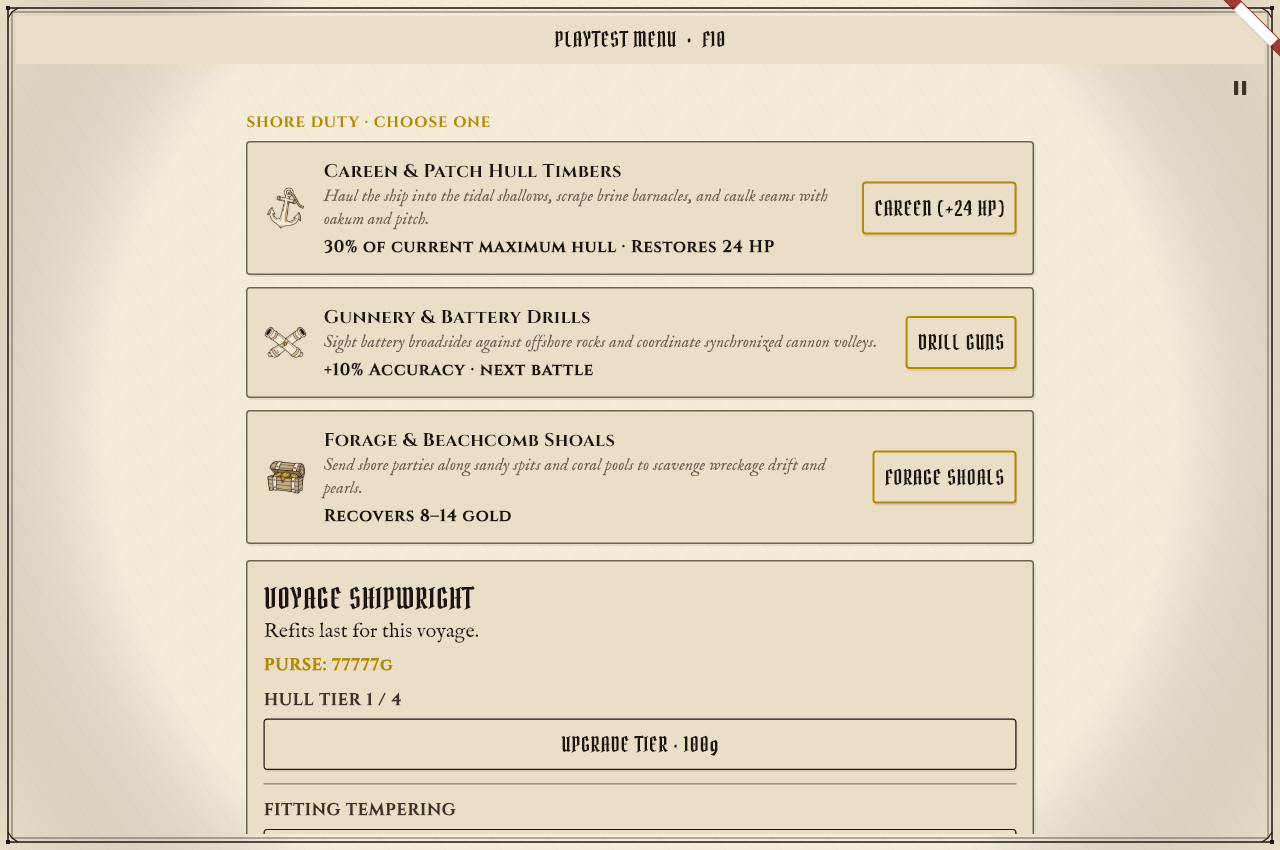 PLAYTEST MENU · F10
SHORE DUTY · CHOOSE ONE
Careen & Patch Hull Timbers
Haul the ship into the tidal shallows, scrape brine barnacles, and caulk seams with
oakum and pitch.
30% of current maximum hull · Restores 24 HP
CAREEN (+24 HP)
Gunnery & Battery Drills
Sight battery broadsides against offshore rocks and coordinate synchronized cannon volleys.
+10% Accuracy · next battle
DRILL GUNS
Forage & Beachcomb Shoals
Send shore parties along sandy spits and coral pools to scavenge wreckage drift and
pearls.
Recovers 8–14 gold
FORAGE SHOALS
VOYAGE SHIPWRIGHT
Refits last for this voyage.
PURSE: 77777G
HULL TIER 1 / 4
UPGRADE TIER · 100g
FITTING TEMPERING